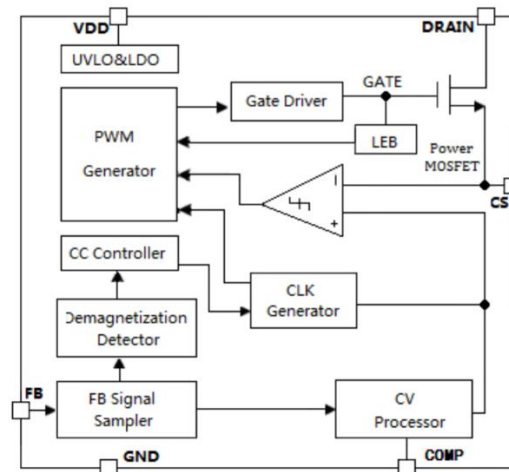 VDD
DRAIN
UVLO&LDO
GATE
Gate Driver
PWM
Generator
LEB
Power
MOSFET
CS
CC Controller
CLK
Generator
Demagnetization
Detector
FB
FB Signal
Sampler
CV
Processor
GND
COMP